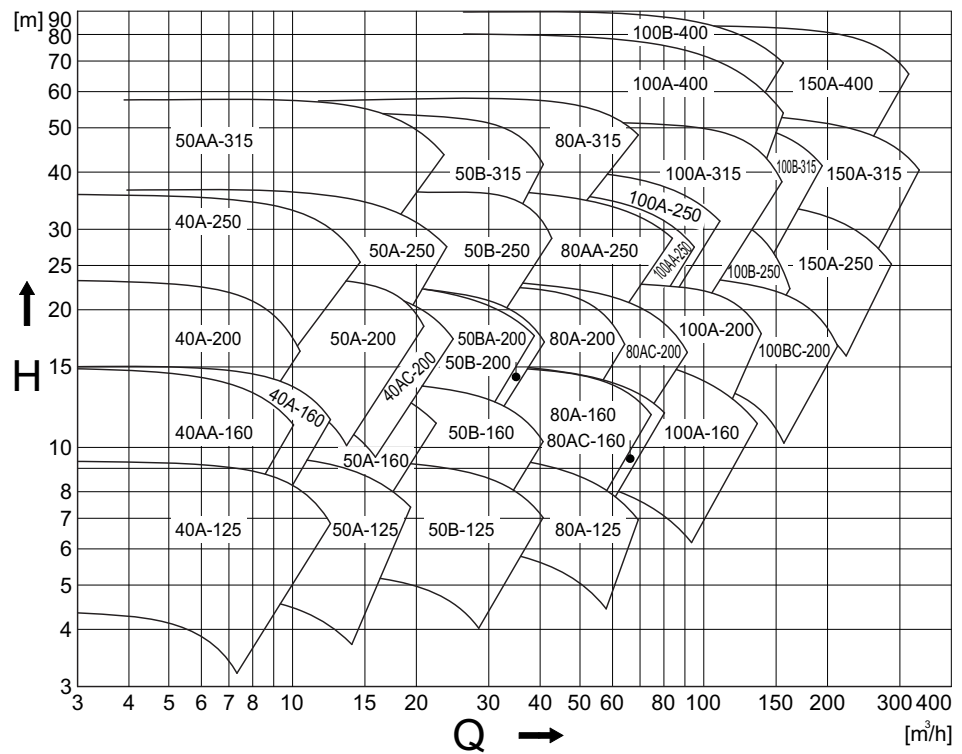 [m]
90
80
70
60
50
40
30
25
20
15
10
9
8
7
6
5
4
3
H
100B-400
100A-400
150A-400
50AA-315
80A-315
50B-315
100A-315
100B-315
150A-315
100A-250
40A-250
50A-250
50B-250
80AA-250
100AA-250
100B-250
150A-250
40A-200
50A-200
40AC-200
50BA-200
50B-200
80A-200
80AC-200
100A-200
100BC-200
40A-160
40AA-160
50A-160
50B-160
80A-160
80AC-160
100A-160
40A-125
50A-125
50B-125
80A-125
3 4 5 6 7 8 10 15 20 30 40 50 60 80 100 150 200 300 400
Q
[m³/h]